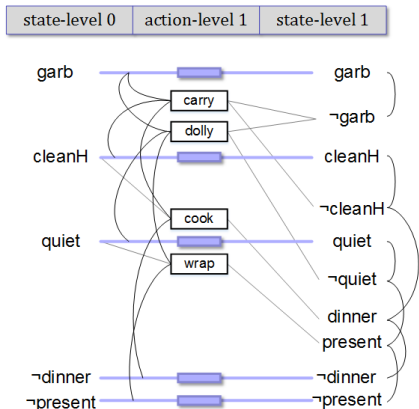 state-level 0 action-level 1 state-level 1
garb garb
carry
¬garb
dolly
cleanH cleanH
¬cleanH
cook
quiet quiet
wrap
¬quiet
dinner
present
¬dinner ¬dinner
¬present ¬present